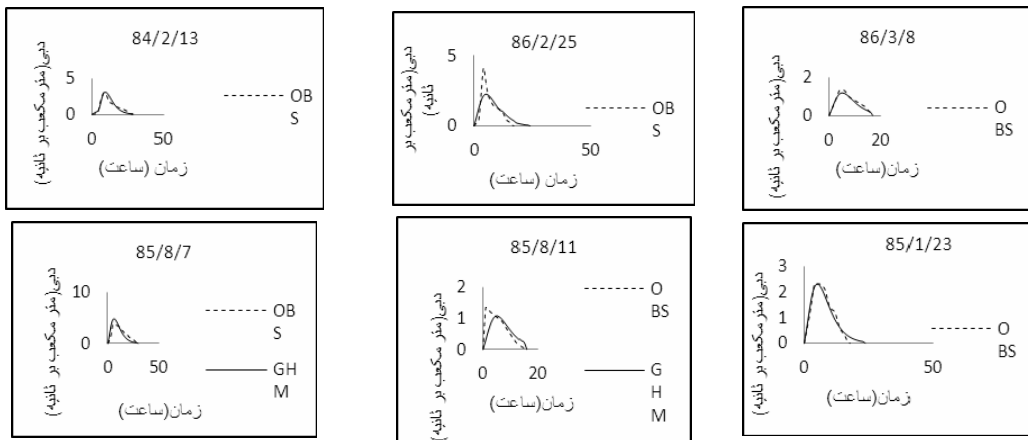 84/2/13
دبی(متر مکعب بر ثانیه)
5
0
0
50
زمان (ساعت)
OB
S
86/2/25
دبی(متر مکعب بر
ثانیه)
5
0
0
50
زمان (ساعت)
OB
S
86/3/8
دبی(متر مکعب بر ثانیه)
2
1
0
0
20
زمان (ساعت)
O
BS
85/8/7
دبی(متر مکعب بر ثانیه)
10
0
0
50
زمان(ساعت)
OB
S
GH
M
85/8/11
دبی(متر مکعب بر ثانیه)
2
1
0
0
20
زمان(ساعت)
O
BS
G
H
M
85/1/23
دبی(متر مکعب بر ثانیه)
3
2
1
0
0
50
زمان(ساعت)
O
BS